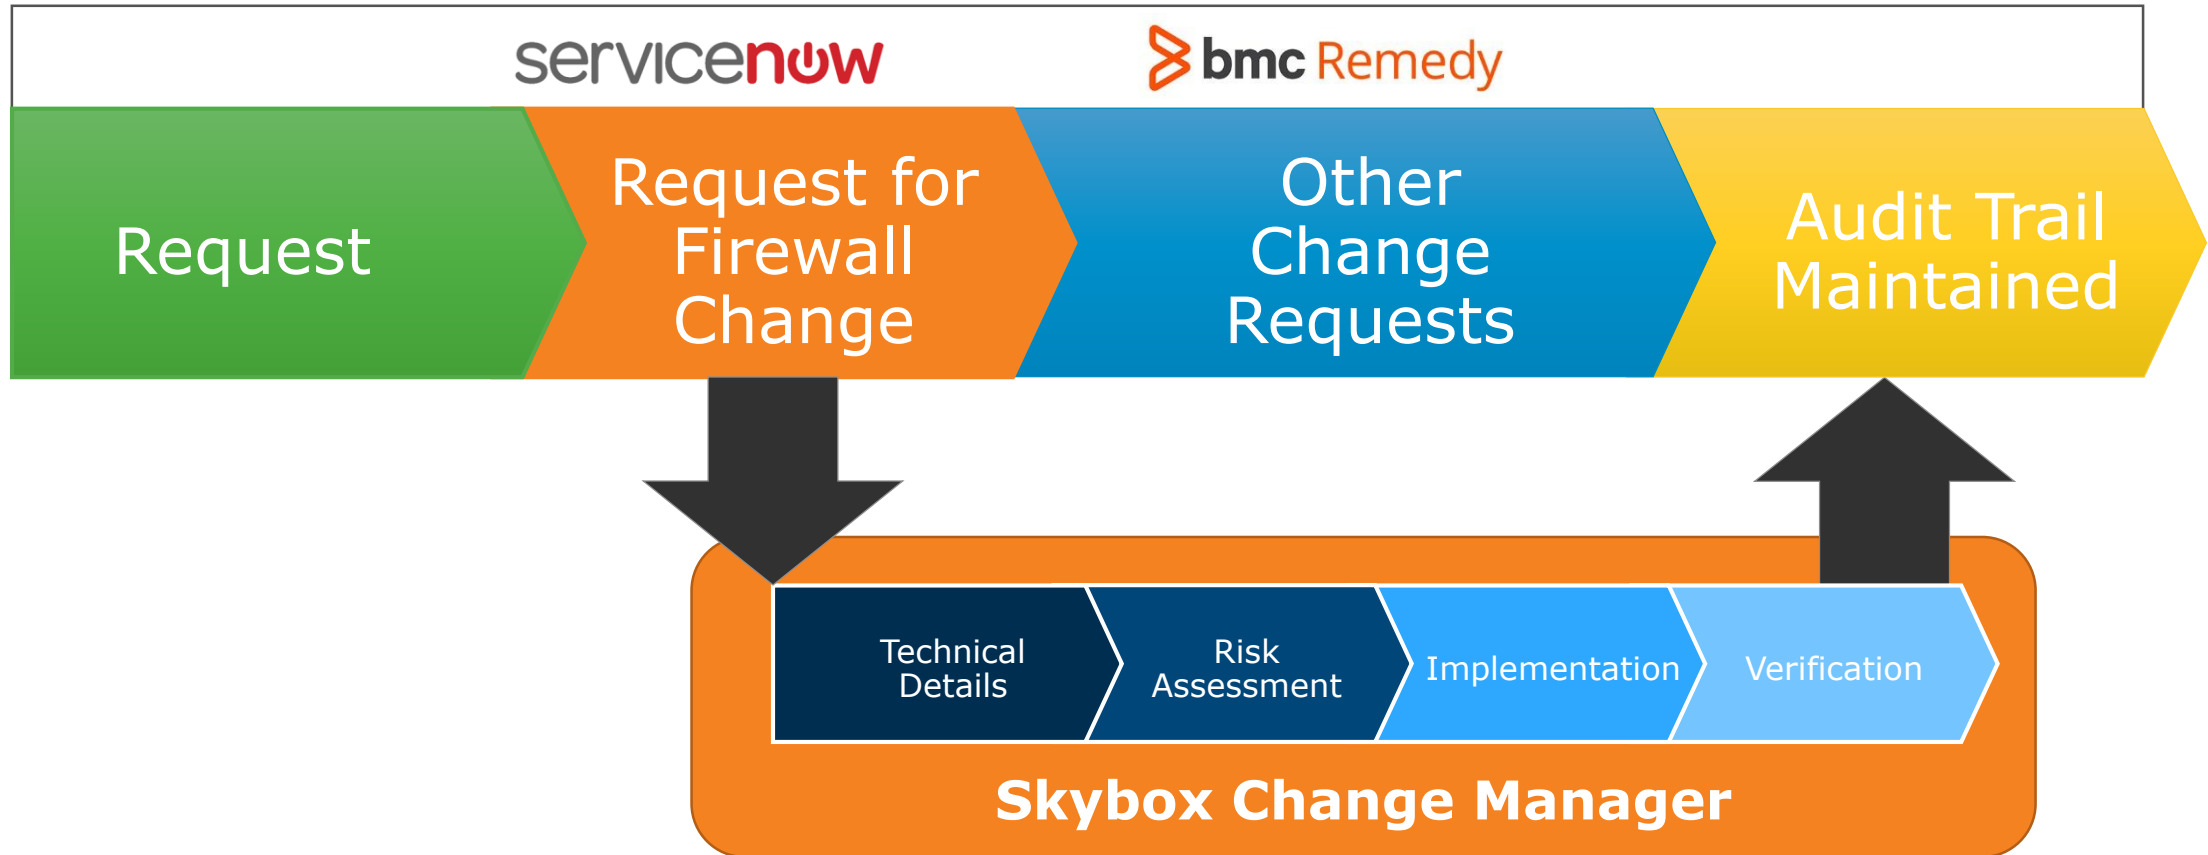 servicenow
bmc Remedy
Request
Request for
Firewall
Change
Other
Change
Requests
Audit Trail
Maintained
Technical
Details
Risk
Assessment
Implementation
Verification
Skybox Change Manager